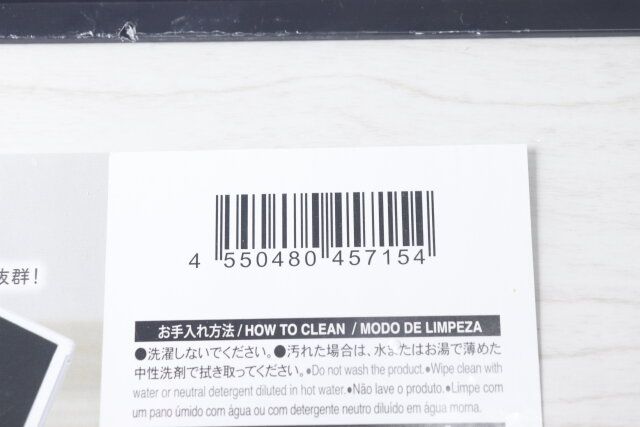 抜群!
4 550480 457154
お手入れ方法 / HOW TO CLEAN / MODO DE LIMPEZA
●洗濯しないでください。●汚れた場合は、水またはお湯で薄めた
中性洗剤で拭き取ってください。●Do not wash the product.●Wipe clean with
water or neutral detergent diluted in hot water.●Não lave o produto.●Limpe com
um pano úmido com água ou com detergente neutro diluído em água morna.